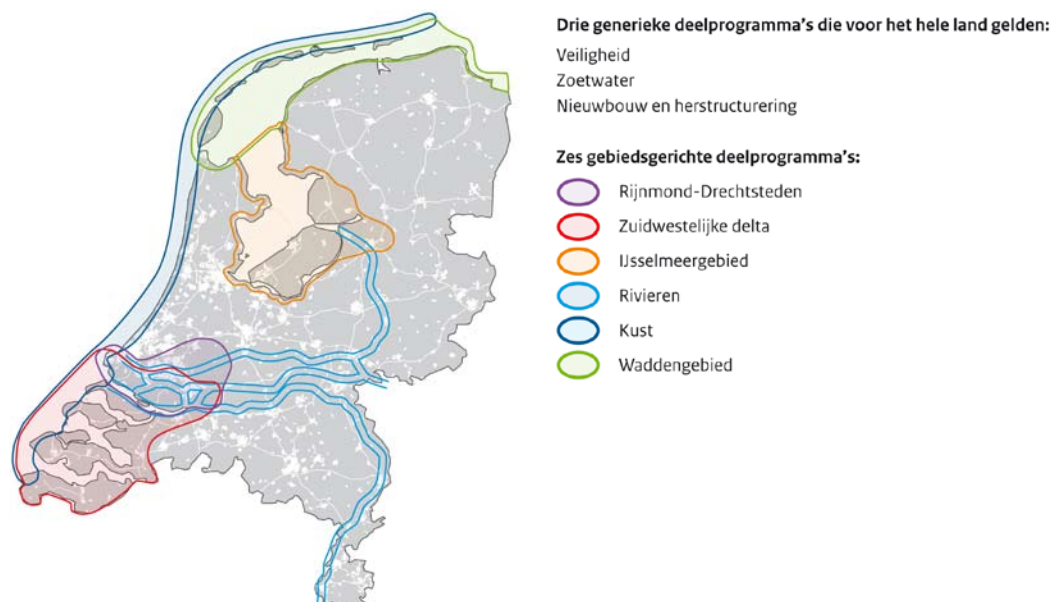 Drie generieke deelprogramma’s die voor het hele land gelden:
Veiligheid
Zoetwater
Nieuwbouw en herstructurering
Zes gebiedsgerichte deelprogramma’s:
Rijnmond-Drechtsteden
Zuidwestelijke delta
IJsselmeergebied
Rivieren
Kust
Waddengebied